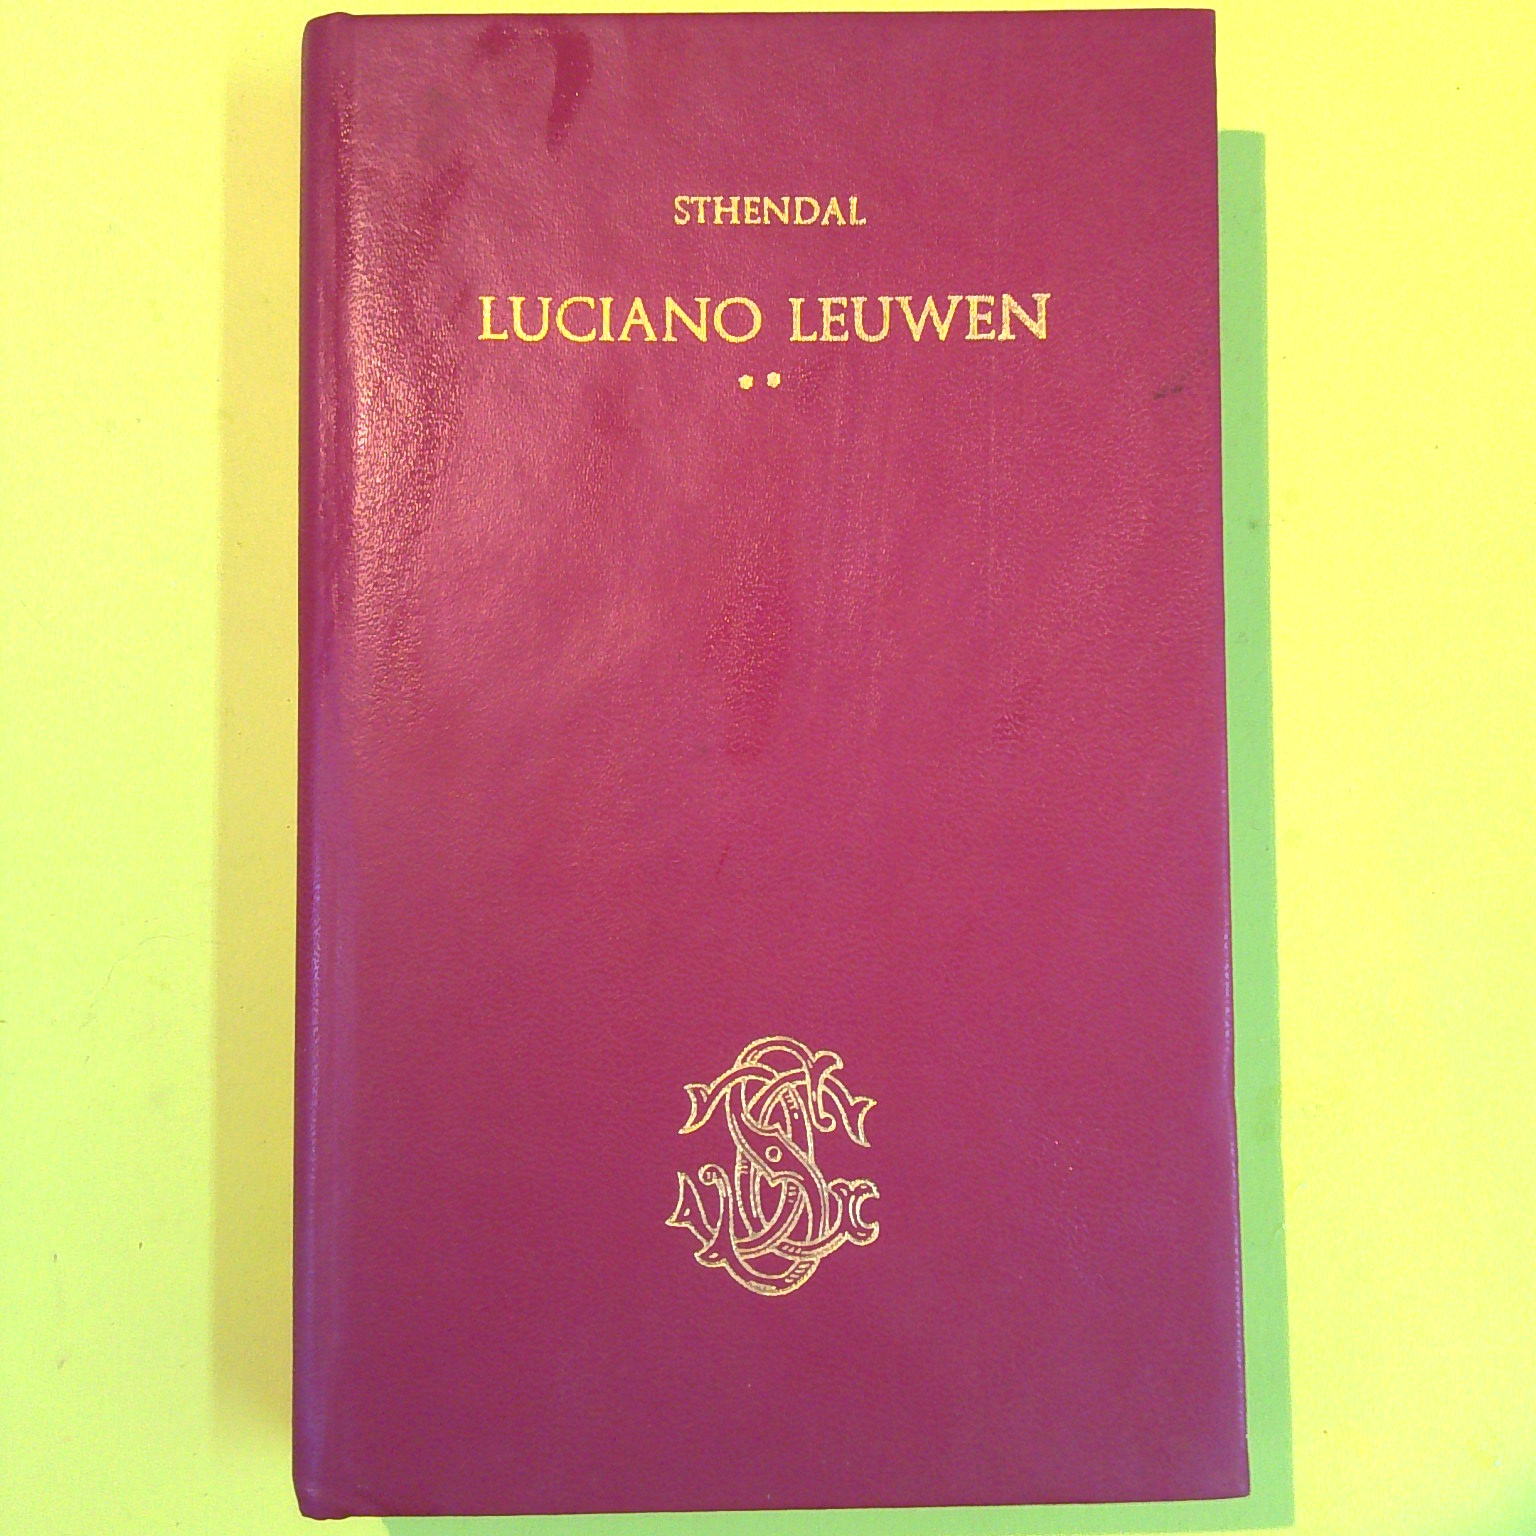 STHENDAL
LUCIANO LEUWEN
**